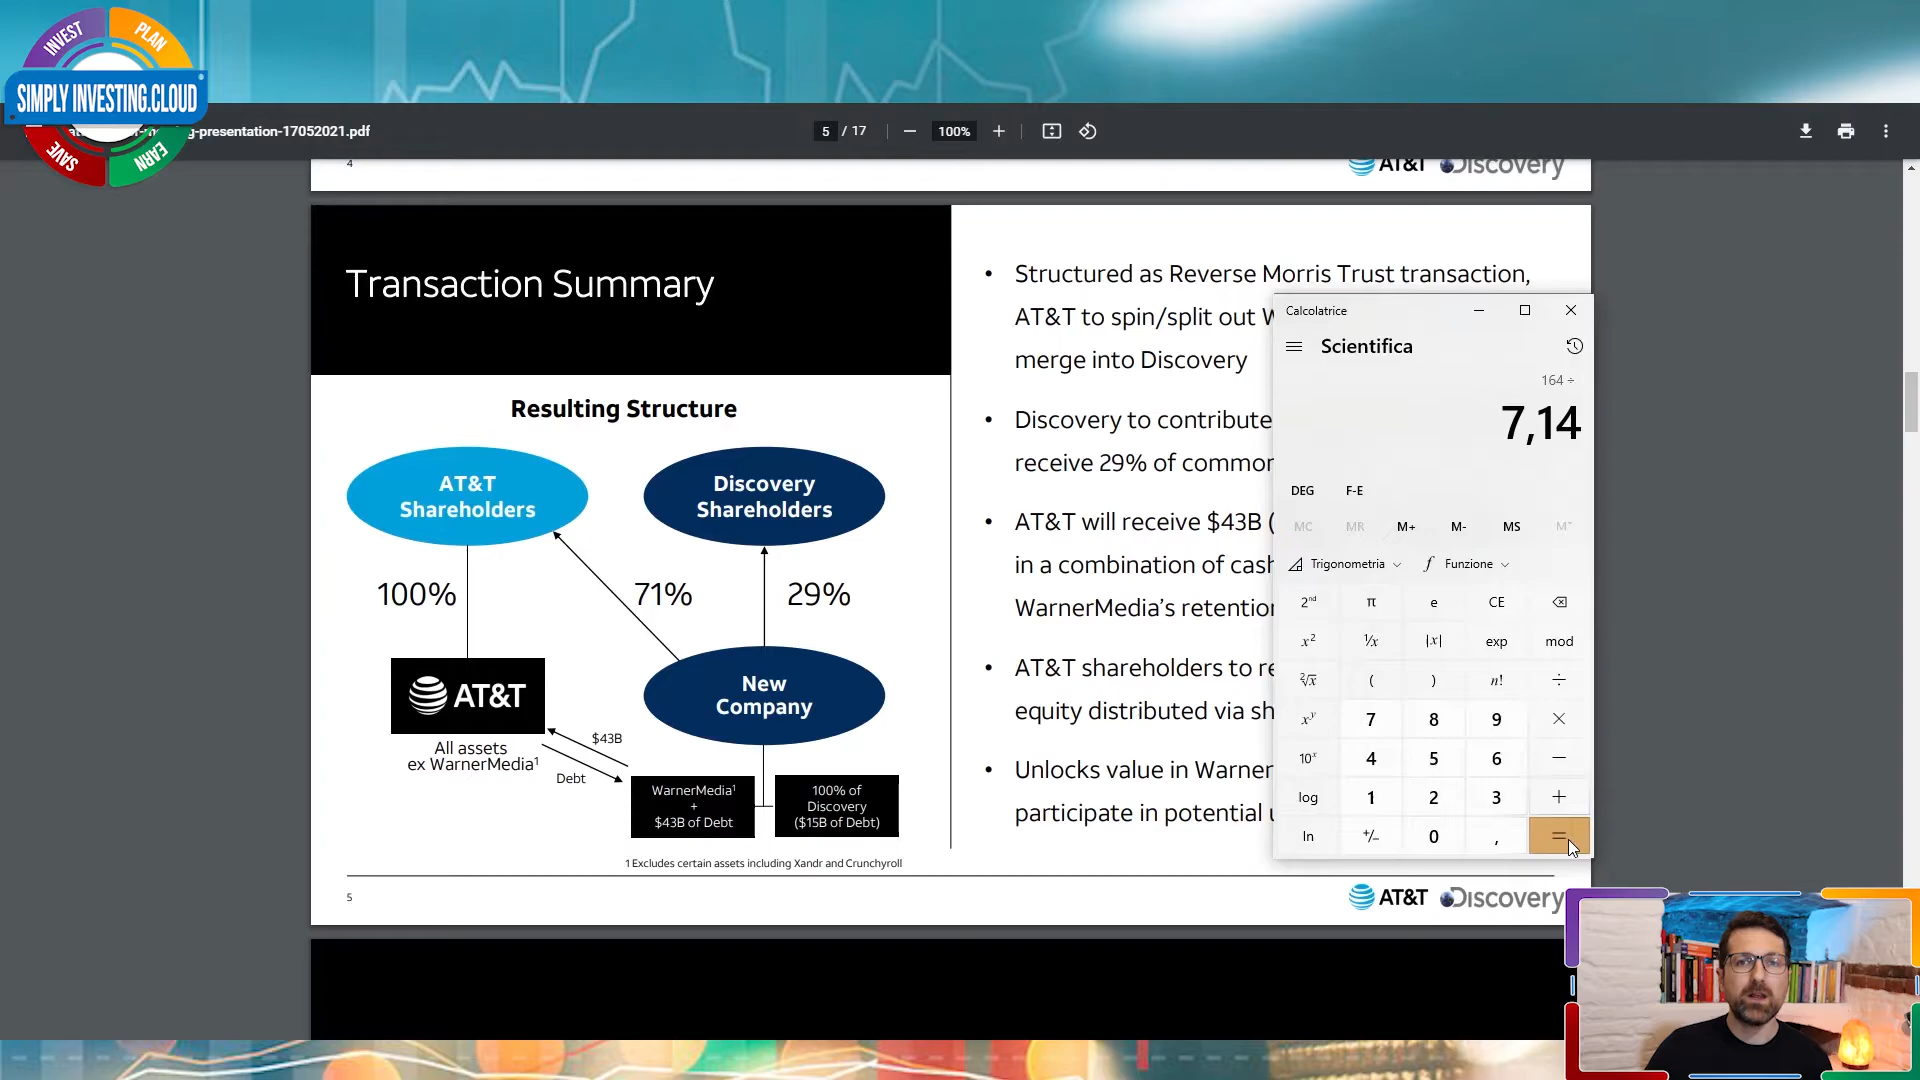 INVEST
PLAN
SIMPLY INVESTING.CLOUD
SAVE
EARN
g-presentation-17052021.pdf
5 / 17
100%
4
AT&T Discovery
Transaction Summary
Resulting Structure
AT&T
Shareholders
Discovery
Shareholders
100%
71%
29%
AT&T
New
Company
All assets
ex WarnerMedia¹
$43B
Debt
WarnerMedia¹
+
$43B of Debt
100% of
Discovery
($15B of Debt)
1 Excludes certain assets including Xandr and Crunchyroll
5
• Structured as Reverse Morris Trust transaction,
AT&T to spin/split out W
merge into Discovery
• Discovery to contribute
receive 29% of common
• AT&T will receive $43B (
in a combination of cash
WarnerMedia's retention
• AT&T shareholders to re
equity distributed via sh
• Unlocks value in Warner
participate in potential u
AT&T Discovery
Calcolatrice
Scientifica
164 ÷
7,14
DEG F-E
MC MR M+ M- MS M˅
Trigonometria Funzione
2ⁿᵈ π e CE
x² ¹/x |x| exp mod
²√x ( ) n! ÷
xʸ 7 8 9 ×
10ˣ 4 5 6 −
log 1 2 3 +
ln +/− 0 , =